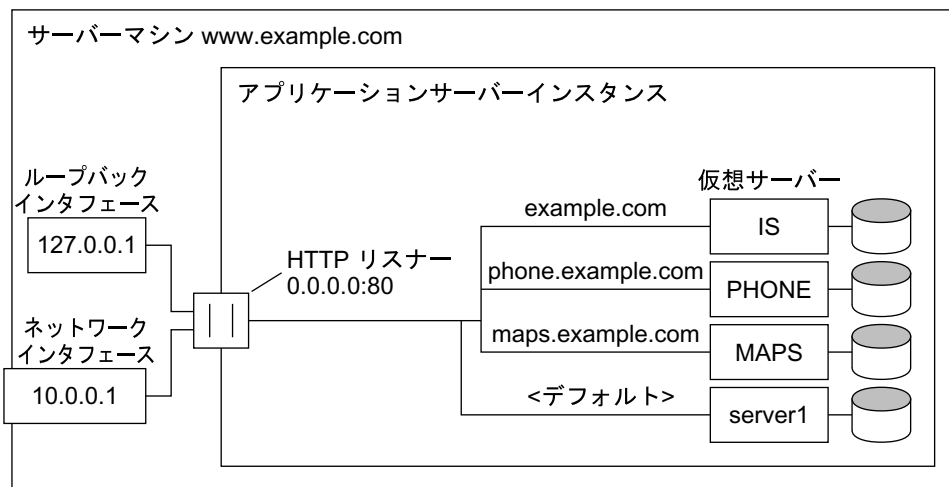 サーバーマシン www.example.com
アプリケーションサーバーインスタンス
ループバック
インタフェース
127.0.0.1
ネットワーク
インタフェース
10.0.0.1
HTTP リスナー
0.0.0.0:80
仮想サーバー
example.com
IS
phone.example.com
PHONE
maps.example.com
MAPS
<デフォルト>
server1